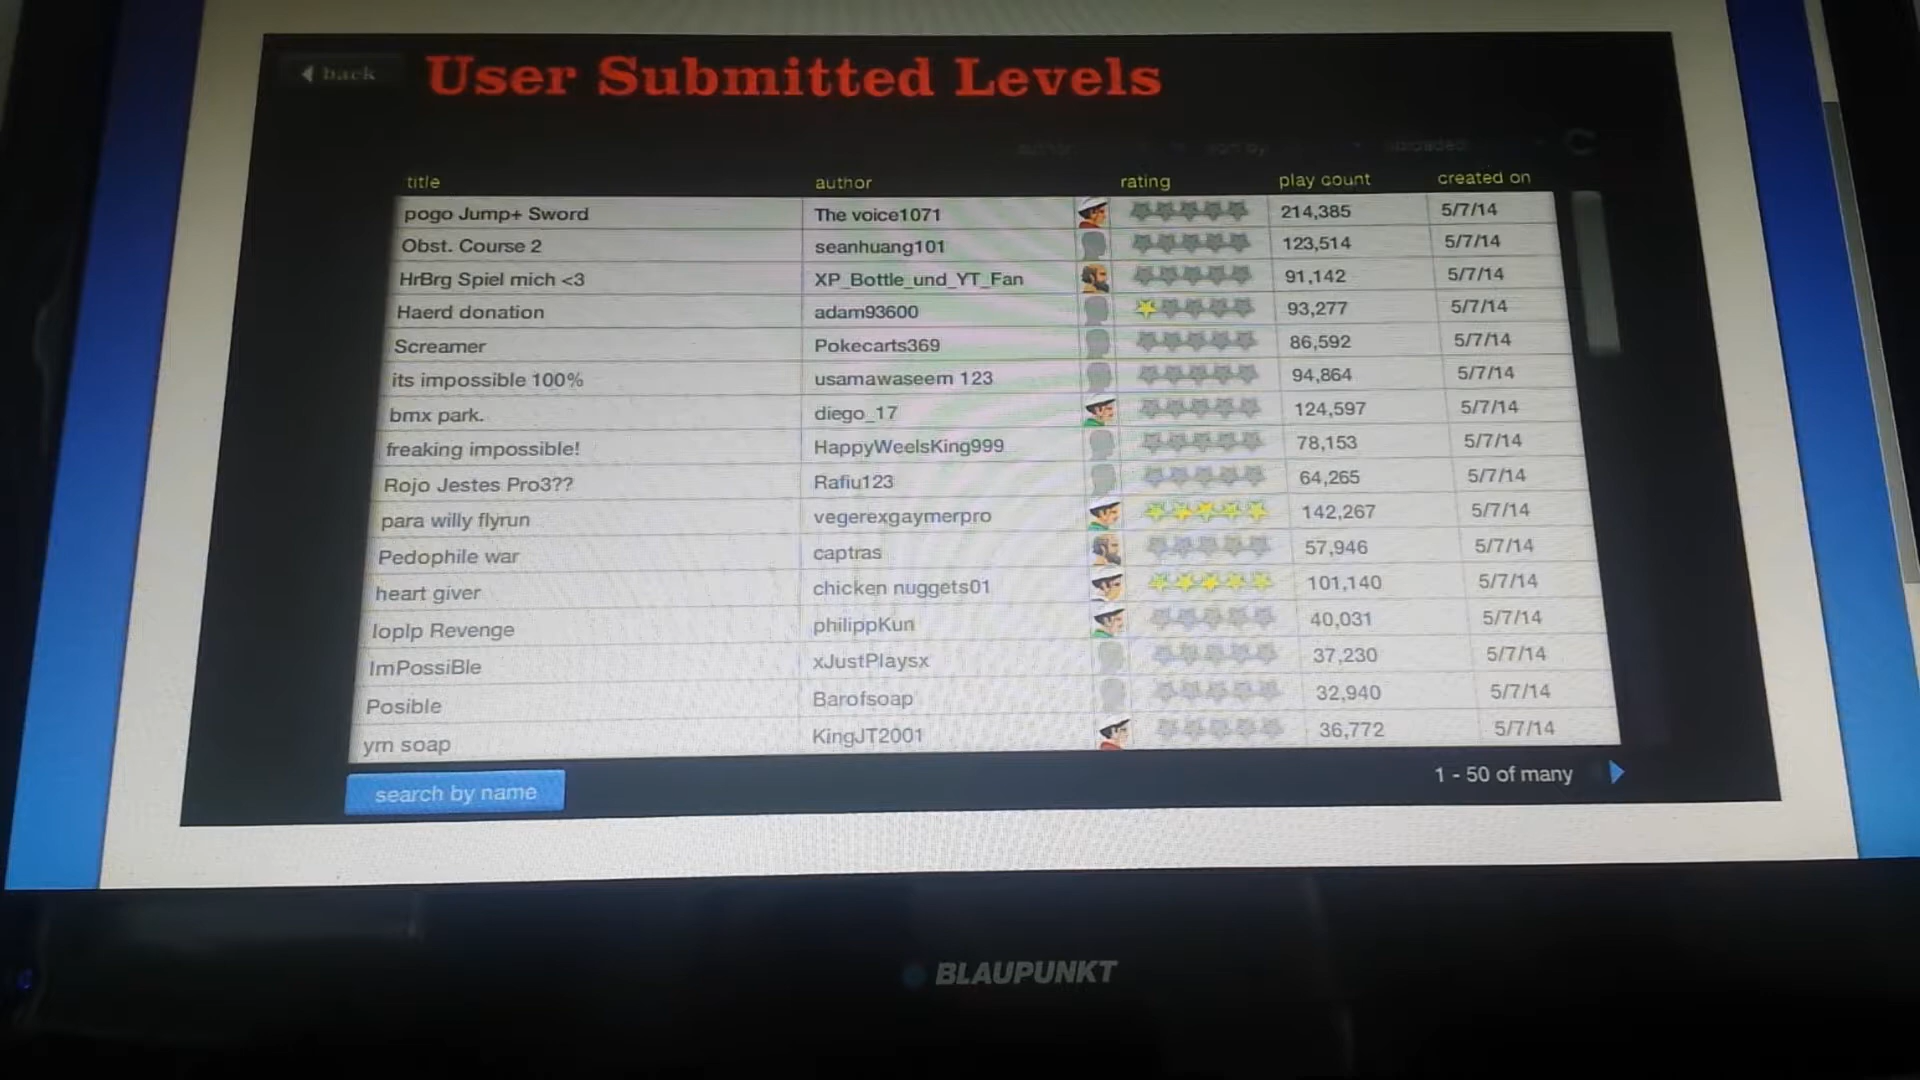 back
User Submitted Levels
author sort by uploaded
title author rating play count created on
pogo Jump+ Sword The voice1071 214,385 5/7/14
Obst. Course 2 seanhuang101 123,514 5/7/14
HrBrg Spiel mich <3 XP_Bottle_und_YT_Fan 91,142 5/7/14
Haerd donation adam93600 93,277 5/7/14
Screamer Pokecarts369 86,592 5/7/14
its impossible 100% usamawaseem 123 94,864 5/7/14
bmx park. diego_17 124,597 5/7/14
freaking impossible! HappyWeelsKing999 78,153 5/7/14
Rojo Jestes Pro3?? Rafiu123 64,265 5/7/14
para willy flyrun vegerexgaymerpro 142,267 5/7/14
Pedophile war captras 57,946 5/7/14
heart giver chicken nuggets01 101,140 5/7/14
loplp Revenge philippKun 40,031 5/7/14
ImPossiBle xJustPlaysx 37,230 5/7/14
Posible Barofsoap 32,940 5/7/14
ym soap KingJT2001 36,772 5/7/14
search by name 1 - 50 of many
BLAUPUNKT